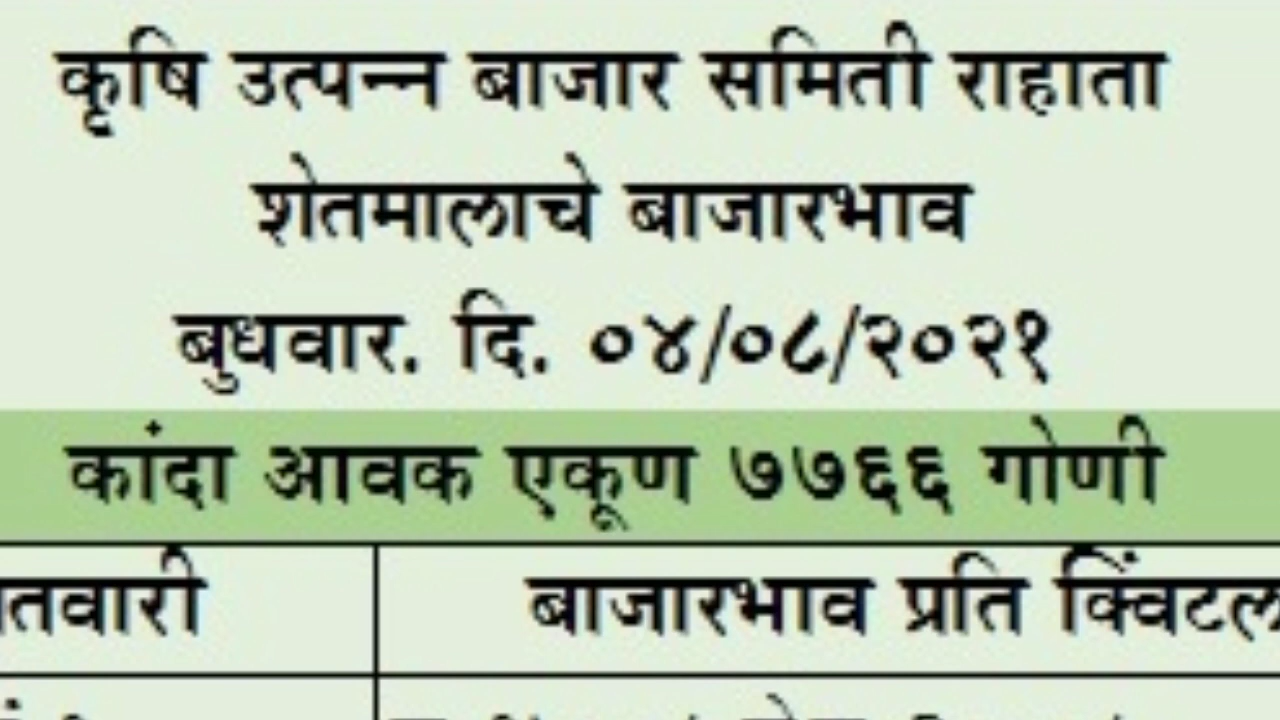 कृषि उत्पन्न बाजार समिती राहाता
शेतमालाचे बाजारभाव
बुधवार. दि. ०४/०८/२०२१
कांदा आवक एकूण ७७६६ गोणी
बाजारभाव प्रति क्विंटल